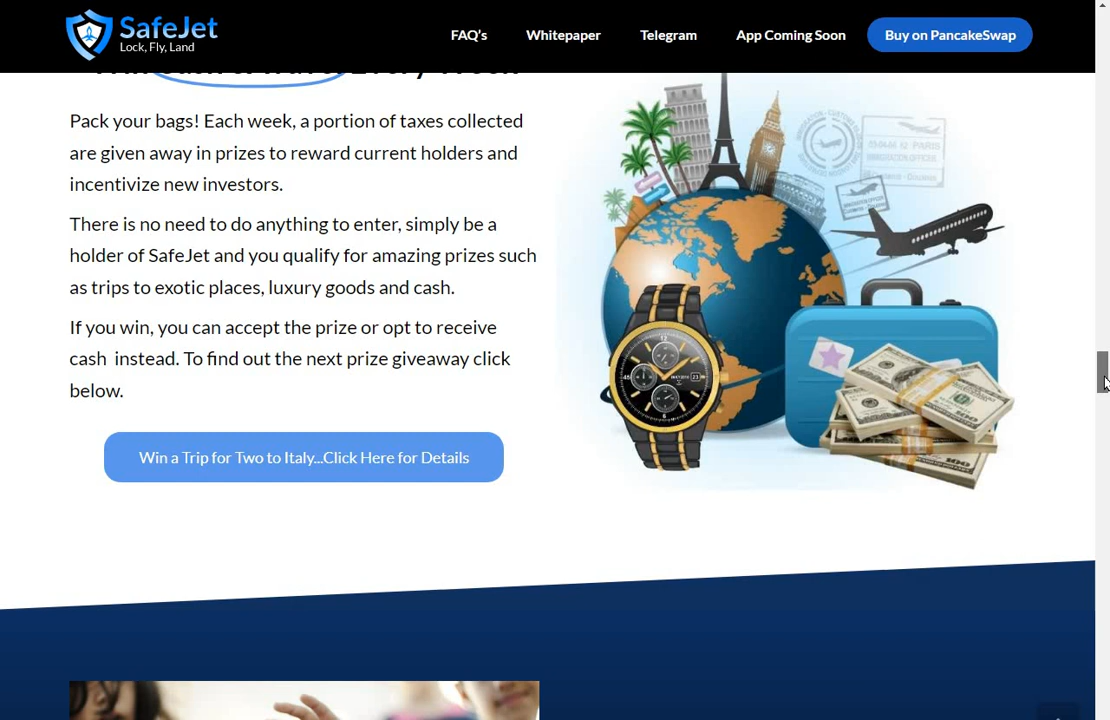 SafeJet
Lock, Fly, Land
FAQ's
Whitepaper
Telegram
App Coming Soon
Buy on PancakeSwap
Pack your bags! Each week, a portion of taxes collected
are given away in prizes to reward current holders and
incentivize new investors.
There is no need to do anything to enter, simply be a
holder of SafeJet and you qualify for amazing prizes such
as trips to exotic places, luxury goods and cash.
If you win, you can accept the prize or opt to receive
cash instead. To find out the next prize giveaway click
below.
Win a Trip for Two to Italy...Click Here for Details